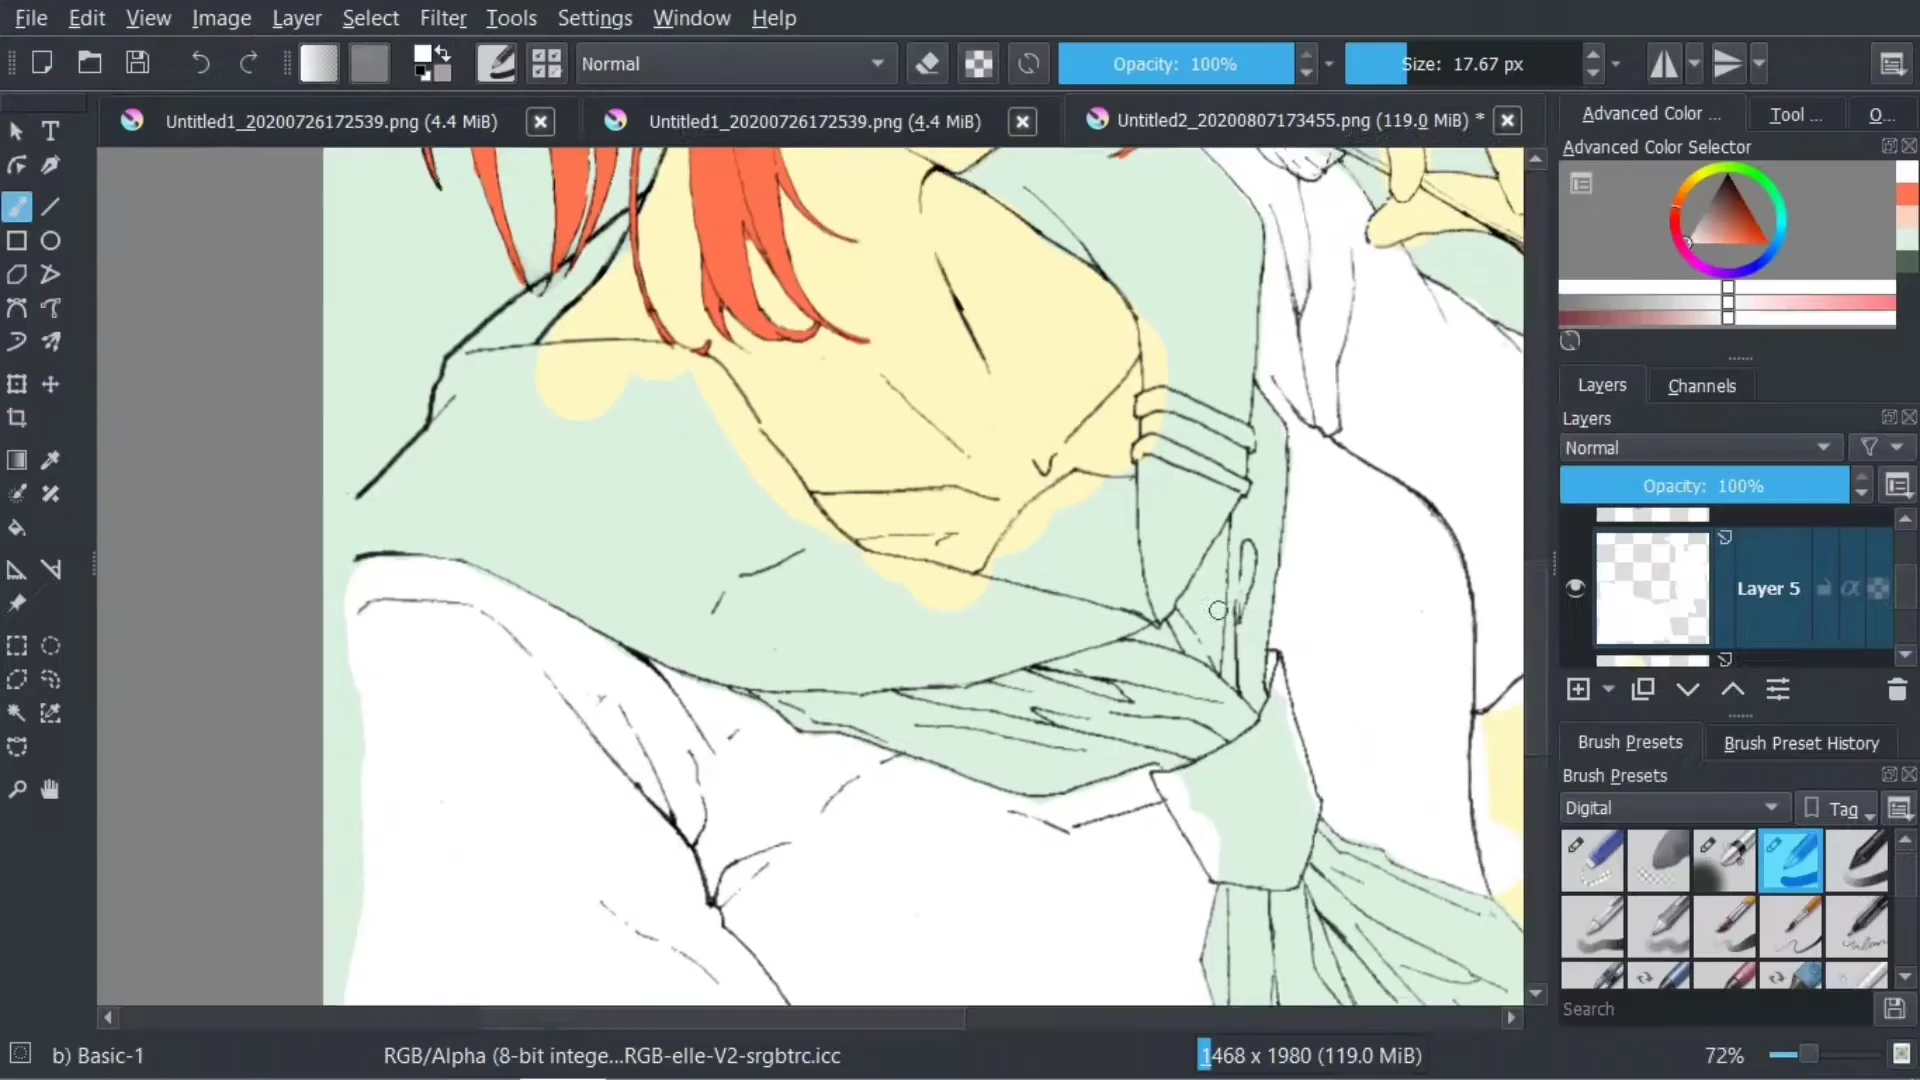 File Edit View Image Layer Select Filter Tools Settings Window Help
Normal Opacity: 100% Size: 17.67 px
Untitled1_20200726172539.png (4.4 MiB) Untitled1_20200726172539.png (4.4 MiB) Untitled2_20200807173455.png (119.0 MiB) *
Advanced Color ... Tool ... O...
Advanced Color Selector
Layers Channels
Layers
Normal
Opacity: 100%
Layer 5
Brush Presets Brush Preset History
Brush Presets
Digital Tag
Search
b) Basic-1 RGB/Alpha (8-bit intege...RGB-elle-V2-srgbtrc.icc 1468 x 1980 (119.0 MiB) 72%